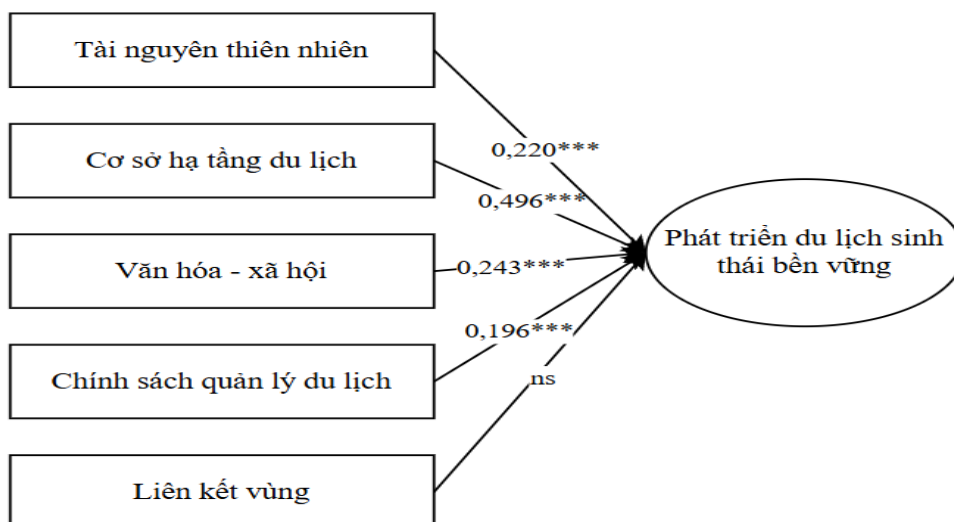 Tài nguyên thiên nhiên
0,220***
Cơ sở hạ tầng du lịch
0,496***
Phát triển du lịch sinh
thái bền vững
Văn hóa - xã hội
0,243***
0,196***
Chính sách quản lý du lịch
ns
Liên kết vùng